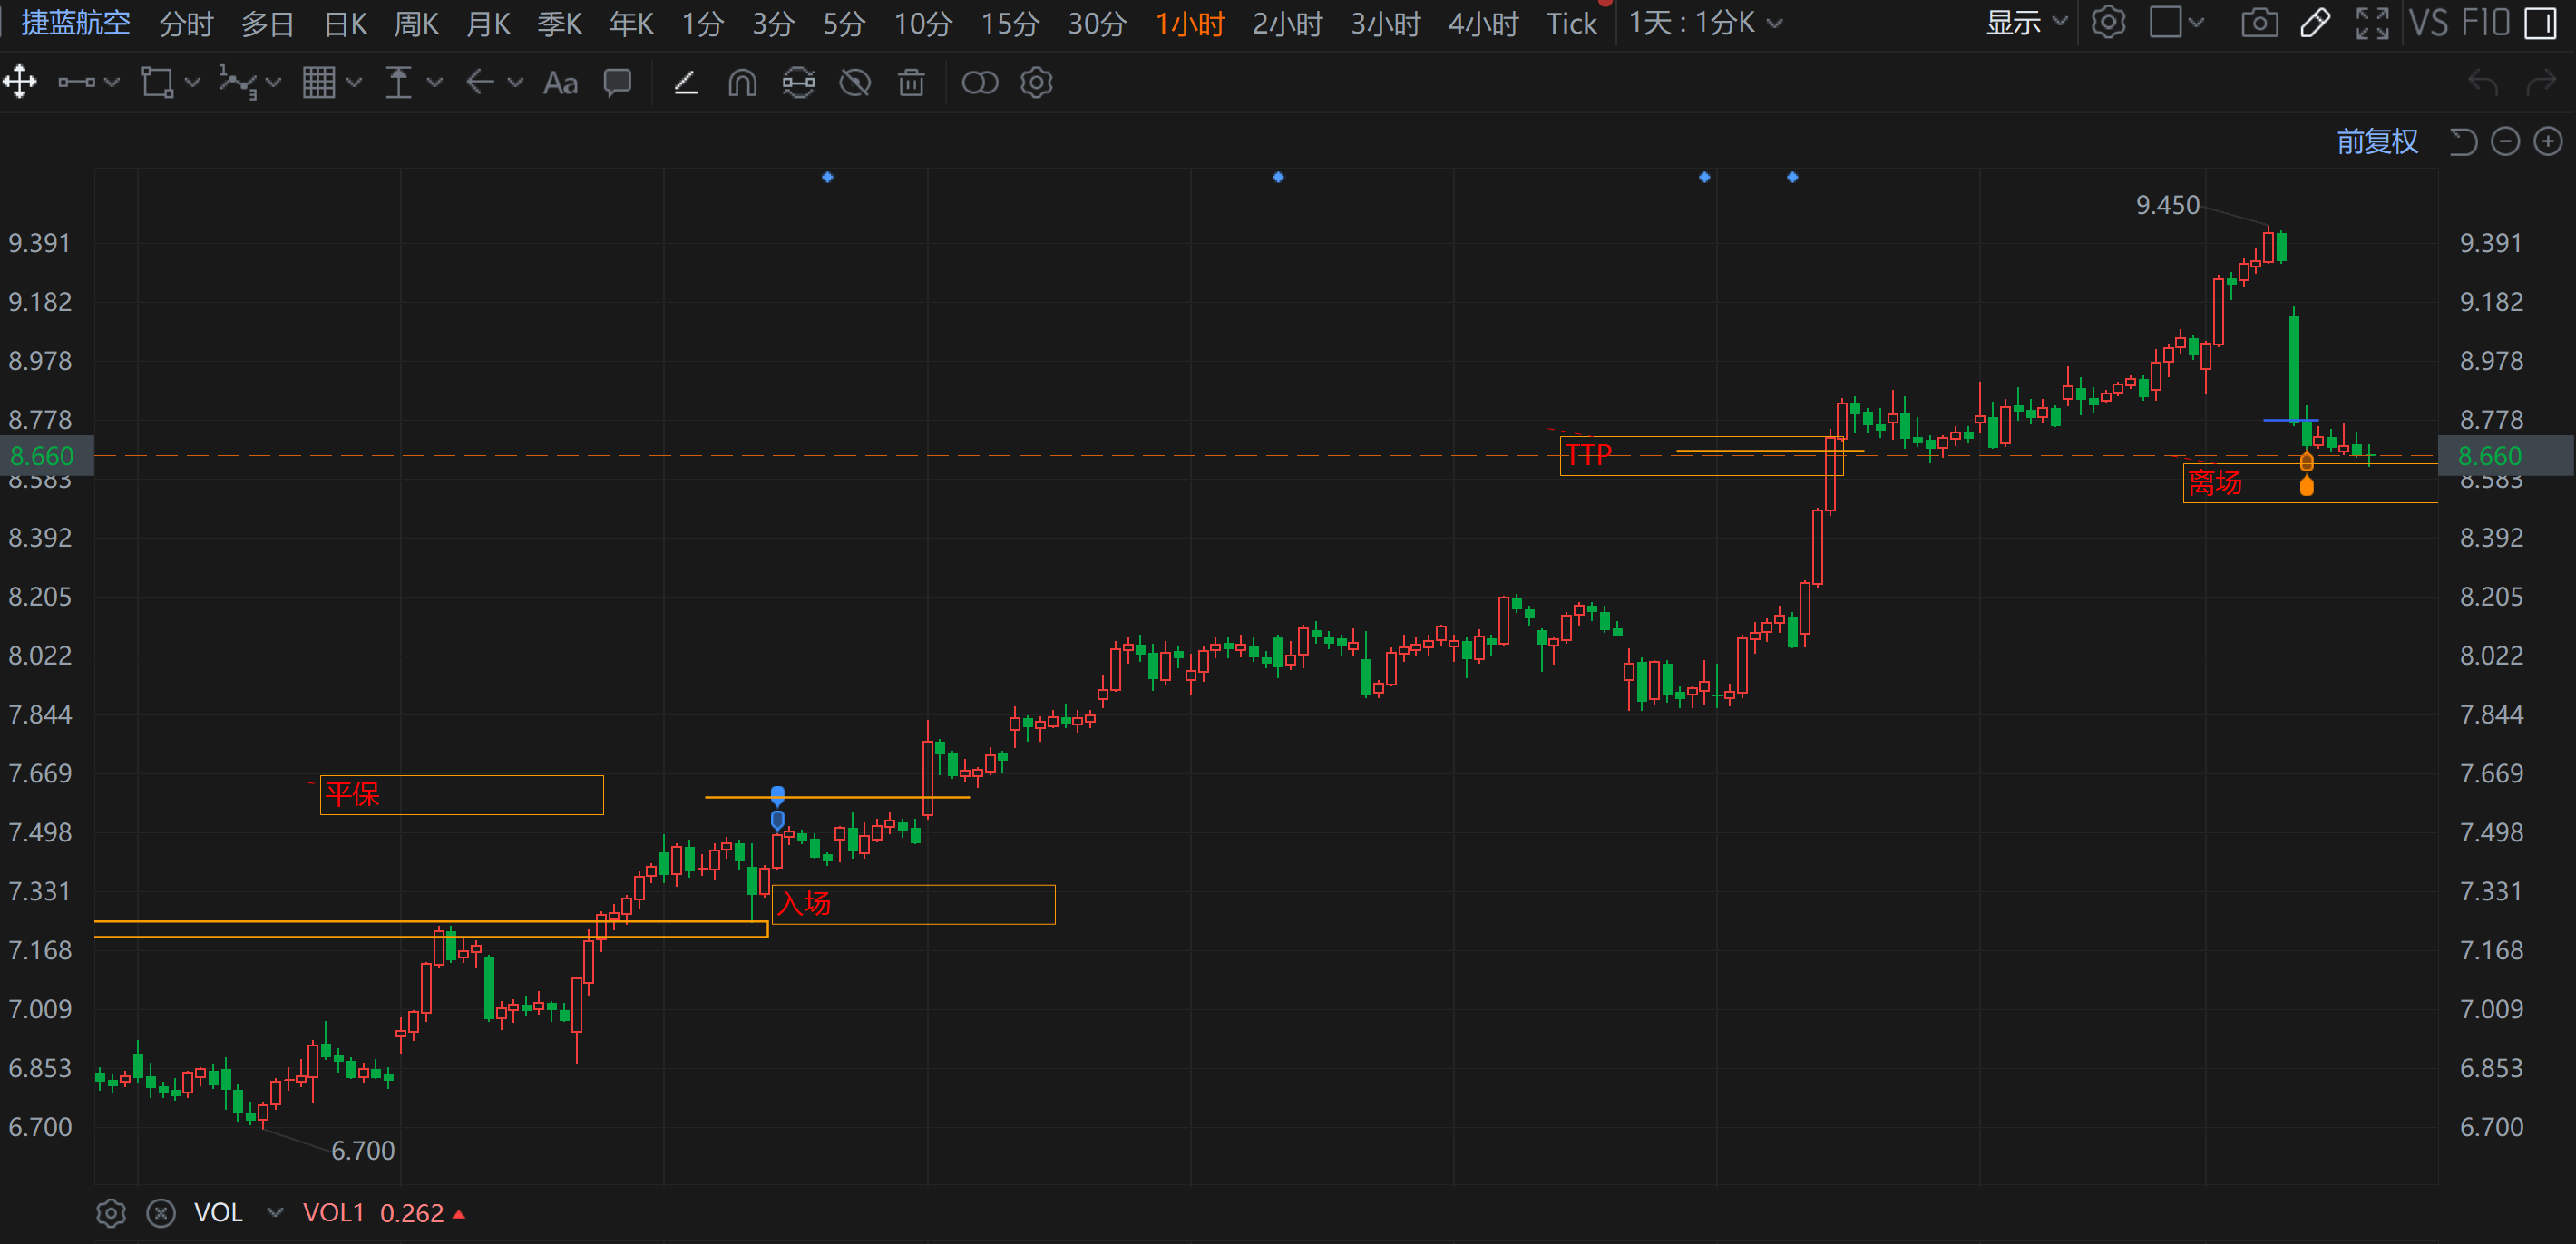 捷蓝航空 分时 多日 日K 周K 月K 季K 年K 1分 3分 5分 10分 15分 30分 1小时 2小时 3小时 4小时 Tick 1天 : 1分K 显示 VS F10
Aa
前复权
9.450
9.391 9.391
9.182 9.182
8.978 8.978
8.778 8.778
TTP
8.660 8.660
8.583 8.583
离场
8.392 8.392
8.205 8.205
8.022 8.022
7.844 7.844
7.669 7.669
平保
7.498 7.498
7.331 7.331
入场
7.168 7.168
7.009 7.009
6.853 6.853
6.700 6.700
6.700
VOL VOL1 0.262